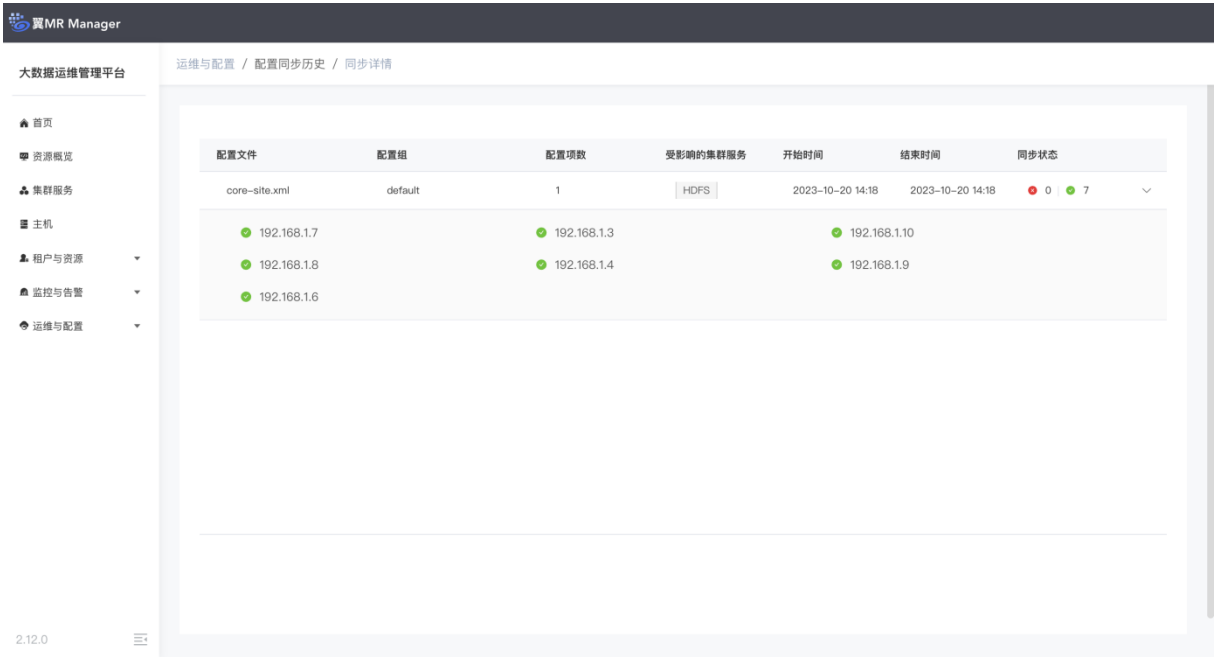 翼MR Manager
大数据运维管理平台
运维与配置 / 配置同步历史 / 同步详情
首页
资源概览
集群服务
主机
租户与资源
监控与告警
运维与配置
配置文件 配置组 配置项数 受影响的集群服务 开始时间 结束时间 同步状态
core-site.xml default 1 HDFS 2023-10-20 14:18 2023-10-20 14:18 0 7
192.168.1.7 192.168.1.3 192.168.1.10
192.168.1.8 192.168.1.4 192.168.1.9
192.168.1.6
2.12.0